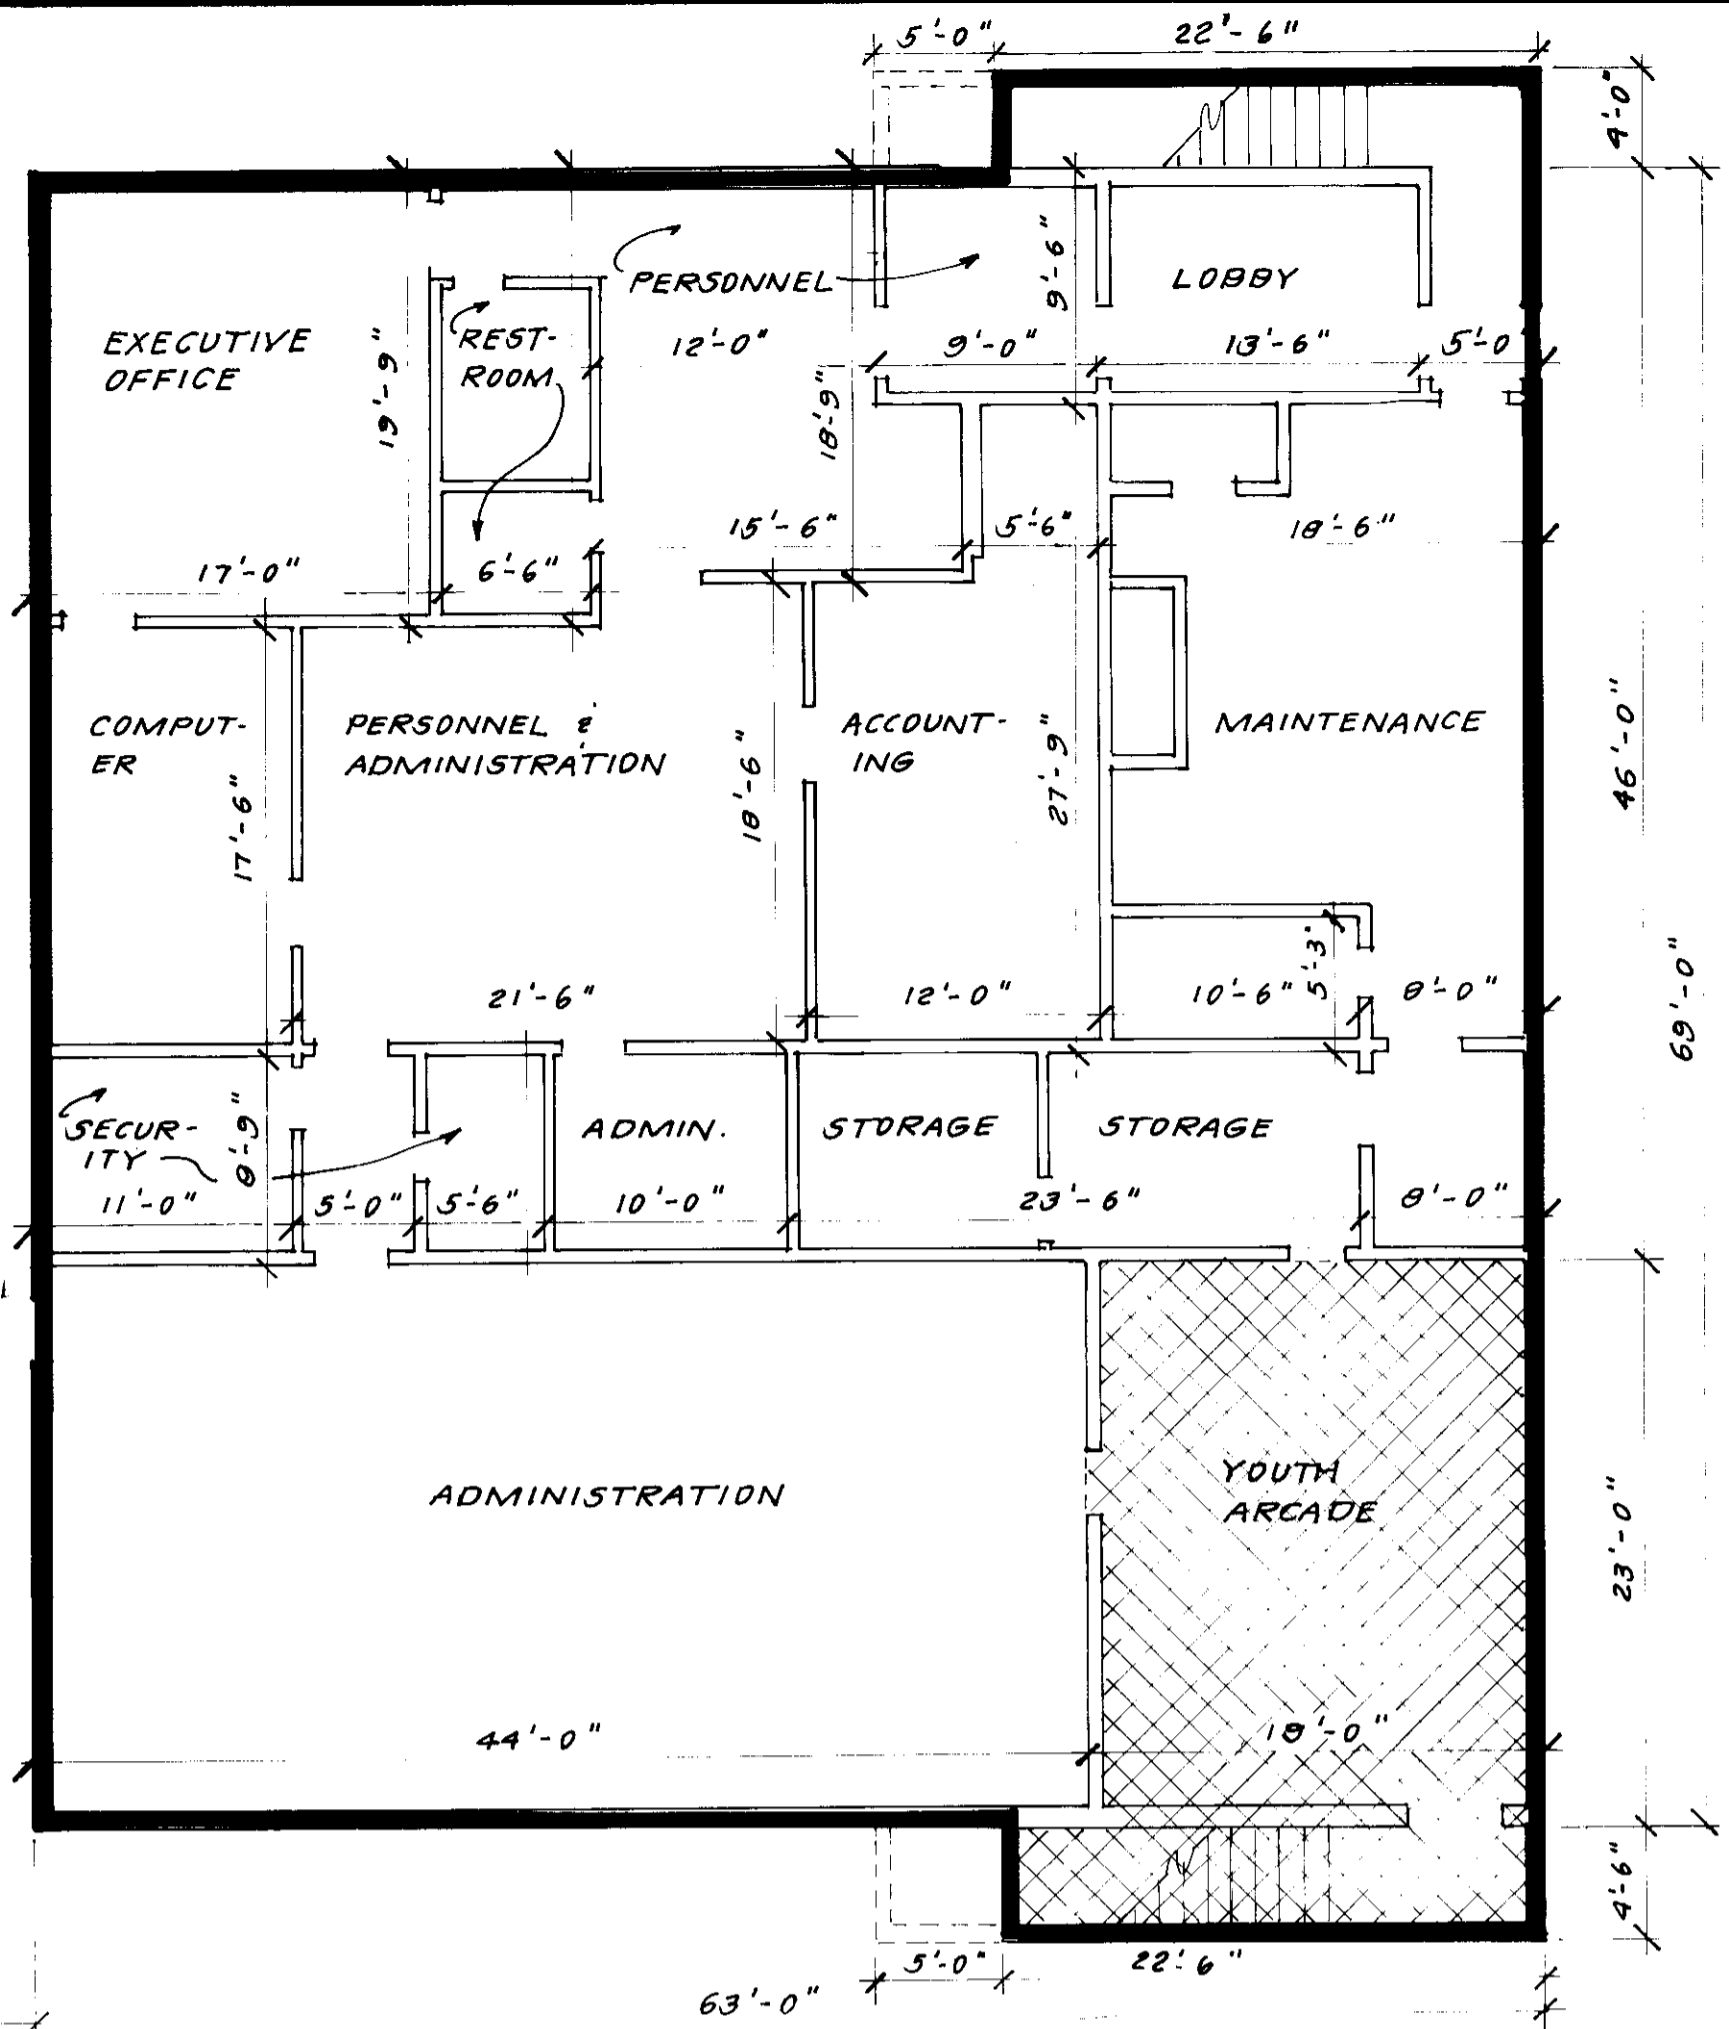 5'-0" 22'-6"
4'-0"
PERSONNEL
9'-6"
LOBBY
EXECUTIVE
OFFICE
REST-
ROOM
19'-9"
12'-0"
9'-0"
13'-6"
5'-0
18'-9"
15'-6"
5'-6"
18'-6"
17'-0"
6'-6"
COMPUT-
ER
PERSONNEL &
ADMINISTRATION
ACCOUNT-
ING
MAINTENANCE
17'-6"
18'-6"
27'-9"
46'-0"
69'-0"
21'-6"
12'-0"
10'-6"
5'-3"
8'-0"
SECUR-
ITY
8'-9"
ADMIN.
STORAGE
STORAGE
11'-0"
5'-0"
5'-6"
10'-0"
23'-6"
8'-0"
ADMINISTRATION
YOUTH
ARCADE
23'-0"
44'-0"
18'-0"
4'-6"
5'-0"
22'-6"
63'-0"